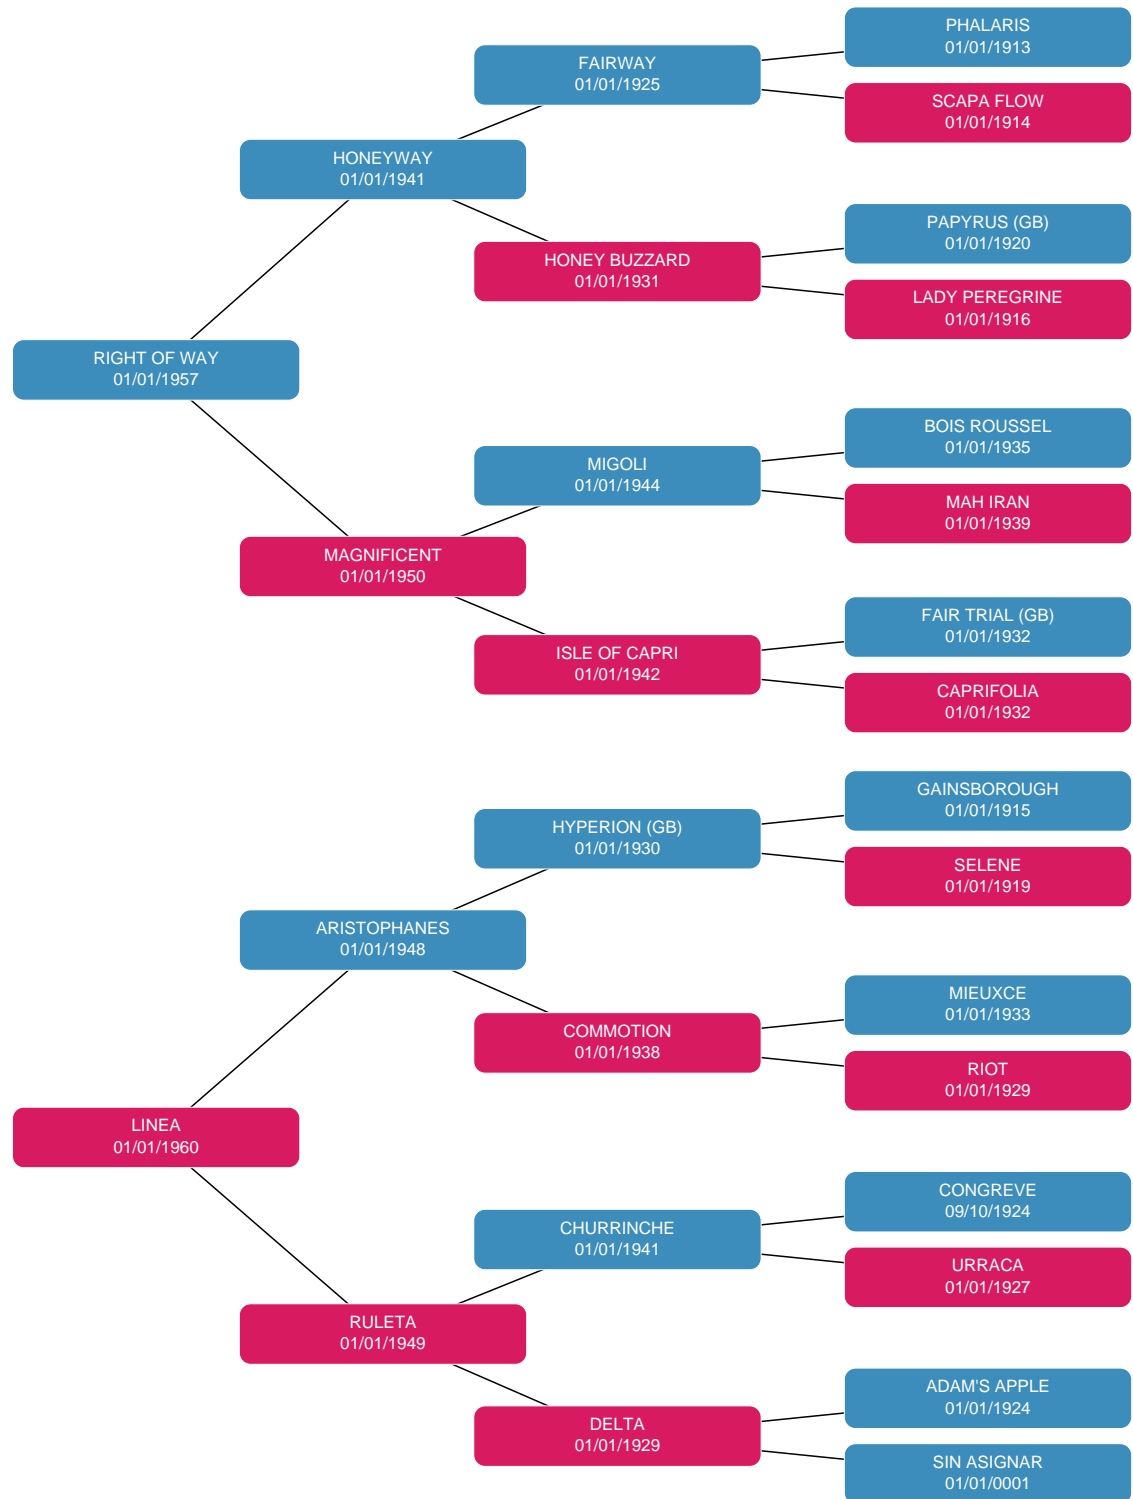 PHALARIS
01/01/1913
FAIRWAY
01/01/1925
SCAPA FLOW
01/01/1914
HONEYWAY
01/01/1941
PAPYRUS (GB)
01/01/1920
HONEY BUZZARD
01/01/1931
LADY PEREGRINE
01/01/1916
RIGHT OF WAY
01/01/1957
BOIS ROUSSEL
01/01/1935
MIGOLI
01/01/1944
MAH IRAN
01/01/1939
MAGNIFICENT
01/01/1950
FAIR TRIAL (GB)
01/01/1932
ISLE OF CAPRI
01/01/1942
CAPRIFOLIA
01/01/1932
GAINSBOROUGH
01/01/1915
HYPERION (GB)
01/01/1930
SELENE
01/01/1919
ARISTOPHANES
01/01/1948
MIEUXCE
01/01/1933
COMMOTION
01/01/1938
RIOT
01/01/1929
LINEA
01/01/1960
CONGREVE
09/10/1924
CHURRINCHE
01/01/1941
URRACA
01/01/1927
RULETA
01/01/1949
ADAM'S APPLE
01/01/1924
DELTA
01/01/1929
SIN ASIGNAR
01/01/0001